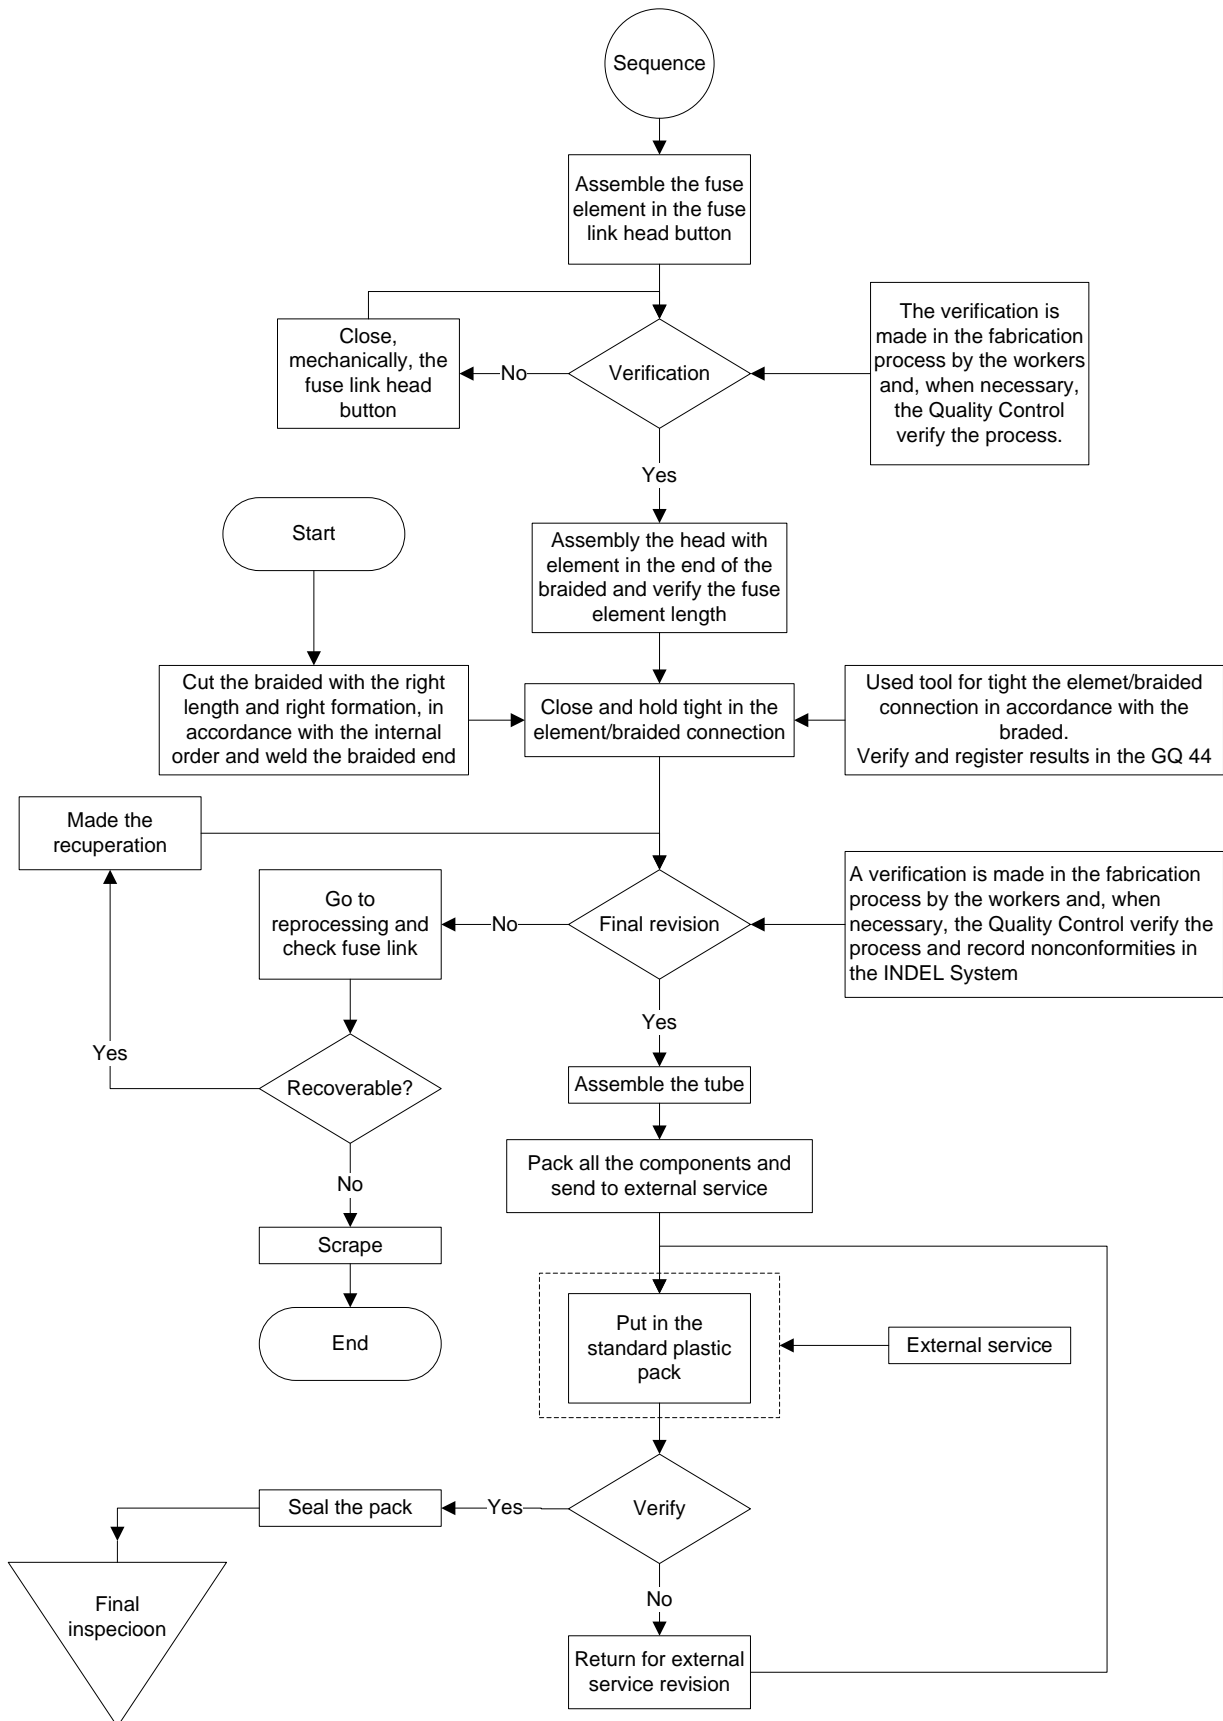 Sequence
Assemble the fuse
element in the fuse
link head button
Close,
mechanically, the
fuse link head
button
No
Verification
The verification is
made in the fabrication
process by the workers
and, when necessary,
the Quality Control
verify the process.
Yes
Start
Assembly the head with
element in the end of the
braided and verify the fuse
element length
Cut the braided with the right
length and right formation, in
accordance with the internal
order and weld the braided end
Close and hold tight in the
element/braided connection
Used tool for tight the elemet/braided
connection in accordance with the
braded.
Verify and register results in the GQ 44
Made the
recuperation
Go to
reprocessing and
check fuse link
No
Final revision
A verification is made in the fabrication
process by the workers and, when
necessary, the Quality Control verify the
process and record nonconformities in
the INDEL System
Yes
Yes
Recoverable?
Assemble the tube
No
Pack all the components and
send to external service
Scrape
End
Put in the
standard plastic
pack
External service
Seal the pack
Yes
Verify
Final
inspecioon
No
Return for external
service revision